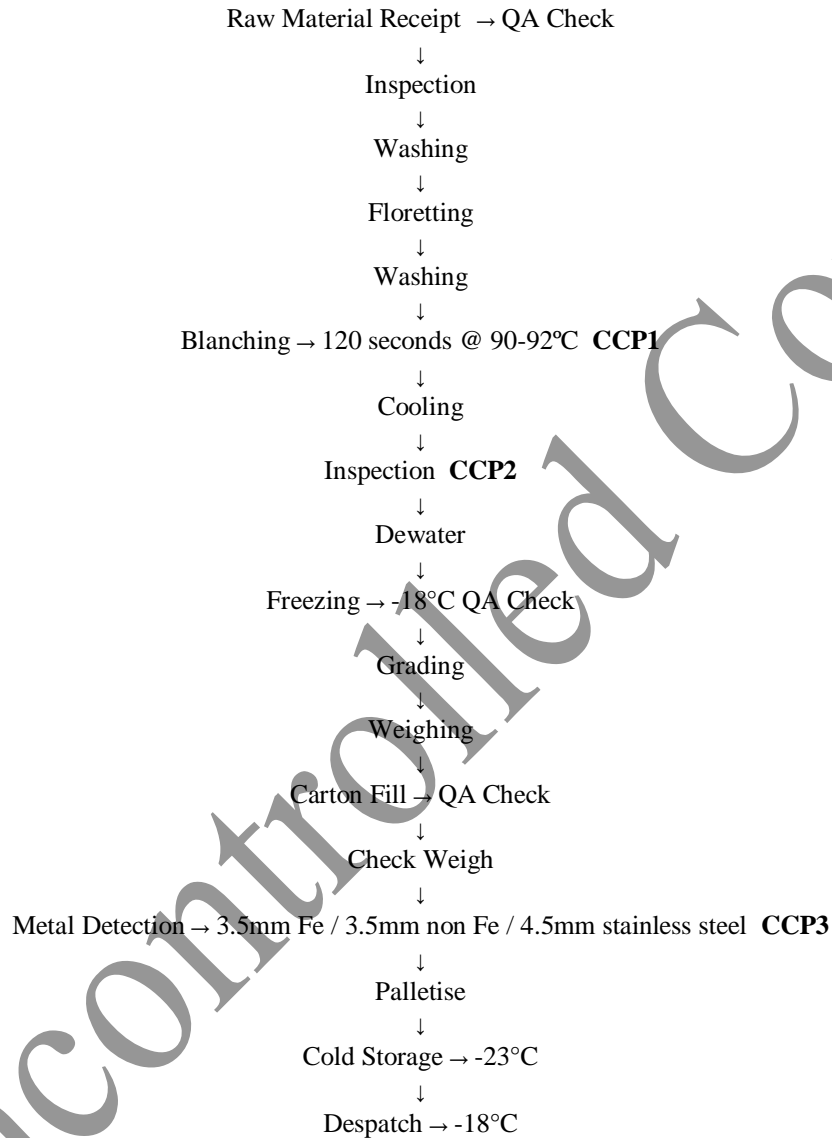 Raw Material Receipt → QA Check
↓
Inspection
↓
Washing
↓
Floretting
↓
Washing
↓
Blanching → 120 seconds @ 90-92ºC CCP1
↓
Cooling
↓
Inspection CCP2
↓
Dewater
↓
Freezing → -18°C QA Check
↓
Grading
↓
Weighing
↓
Carton Fill → QA Check
↓
Check Weigh
↓
Metal Detection → 3.5mm Fe / 3.5mm non Fe / 4.5mm stainless steel CCP3
↓
Palletise
↓
Cold Storage → -23°C
↓
Despatch → -18°C
controlled Co